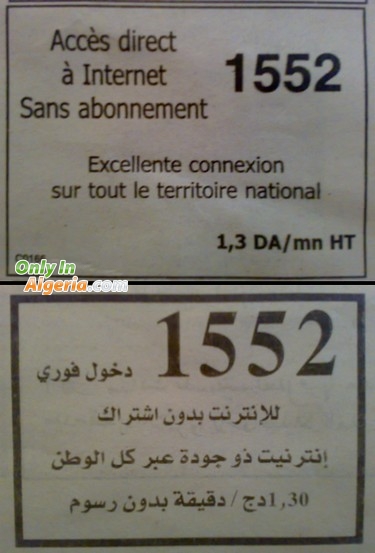 Accès direct
à Internet
Sans abonnement
1552
Excellente connexion
sur tout le territoire national
1,3 DA/mn HT
Only In
Algeria.com
1552
دخول فوري
للإنترنت بدون اشتراك
إنترنيت ذو جودة عبر كل الوطن
1,30دج/دقيقة بدون رسوم